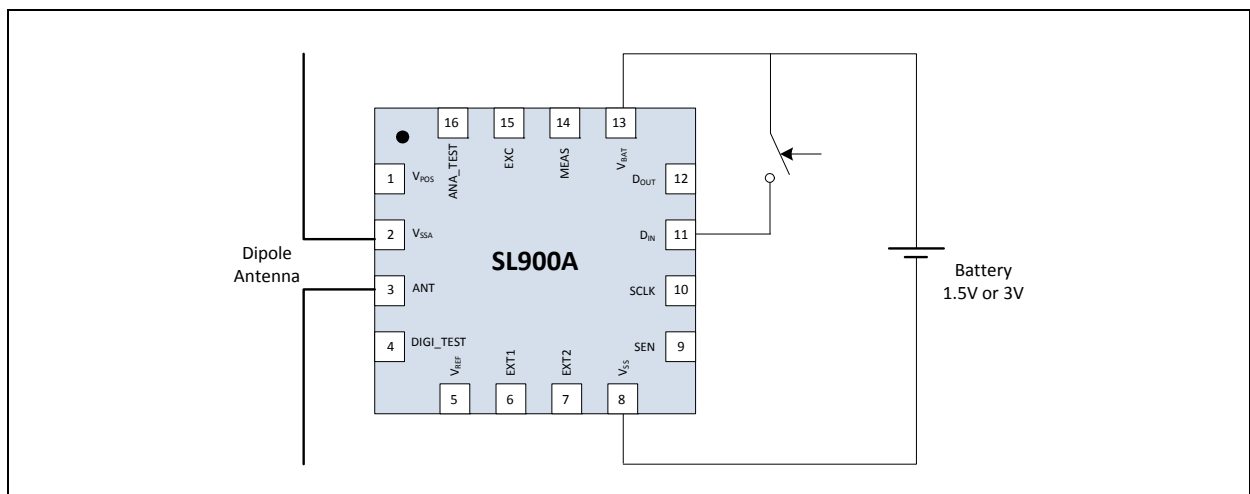 16
15
14
13
ANA_TEST
EXC
MEAS
VBAT
1
VPOS
DOUT
12
2
VSSA
DIN
11
Dipole
Antenna
SL900A
3
ANT
SCLK
10
Battery
1.5V or 3V
4
DIGI_TEST
SEN
9
VREF
EXT1
EXT2
VSS
5
6
7
8